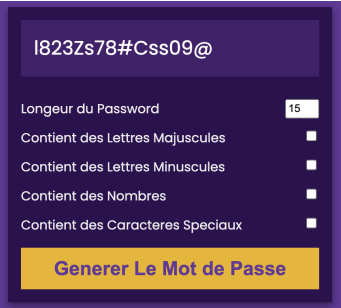 l823Zs78#Css09@
Longeur du Password 15
Contient des Lettres Majuscules
Contient des Lettres Minuscules
Contient des Nombres
Contient des Caracteres Speciaux
Generer Le Mot de Passe